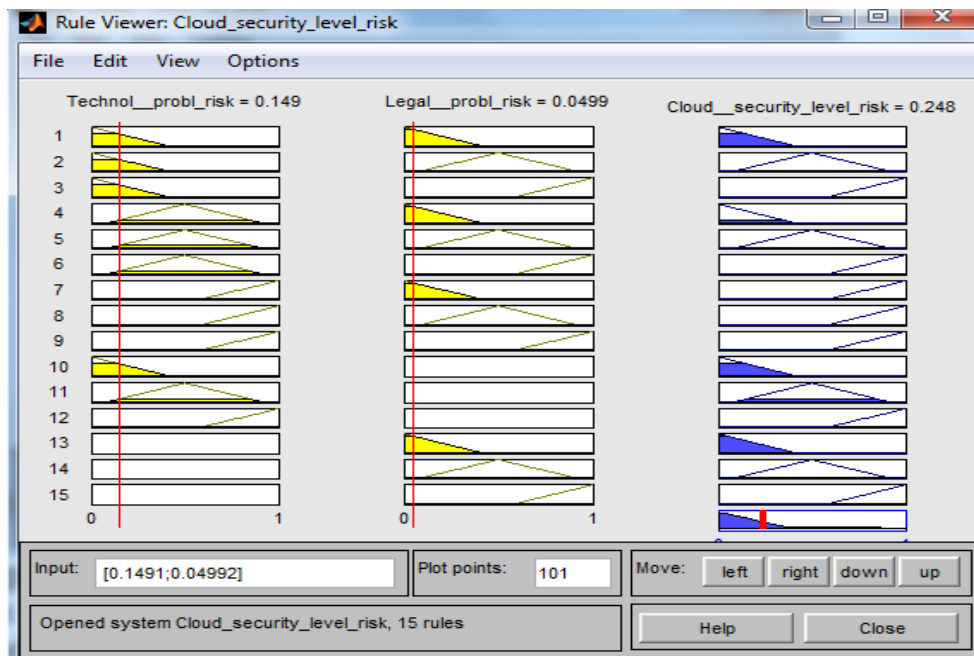 Rule Viewer: Cloud_security_level_risk
File Edit View Options
Technol__probl_risk = 0.149 Legal__probl_risk = 0.0499 Cloud__security_level_risk = 0.248
1
2
3
4
5
6
7
8
9
10
11
12
13
14
15
0 1 0 1
Input: [0.1491;0.04992] Plot points: 101 Move: left right down up
Opened system Cloud_security_level_risk, 15 rules Help Close